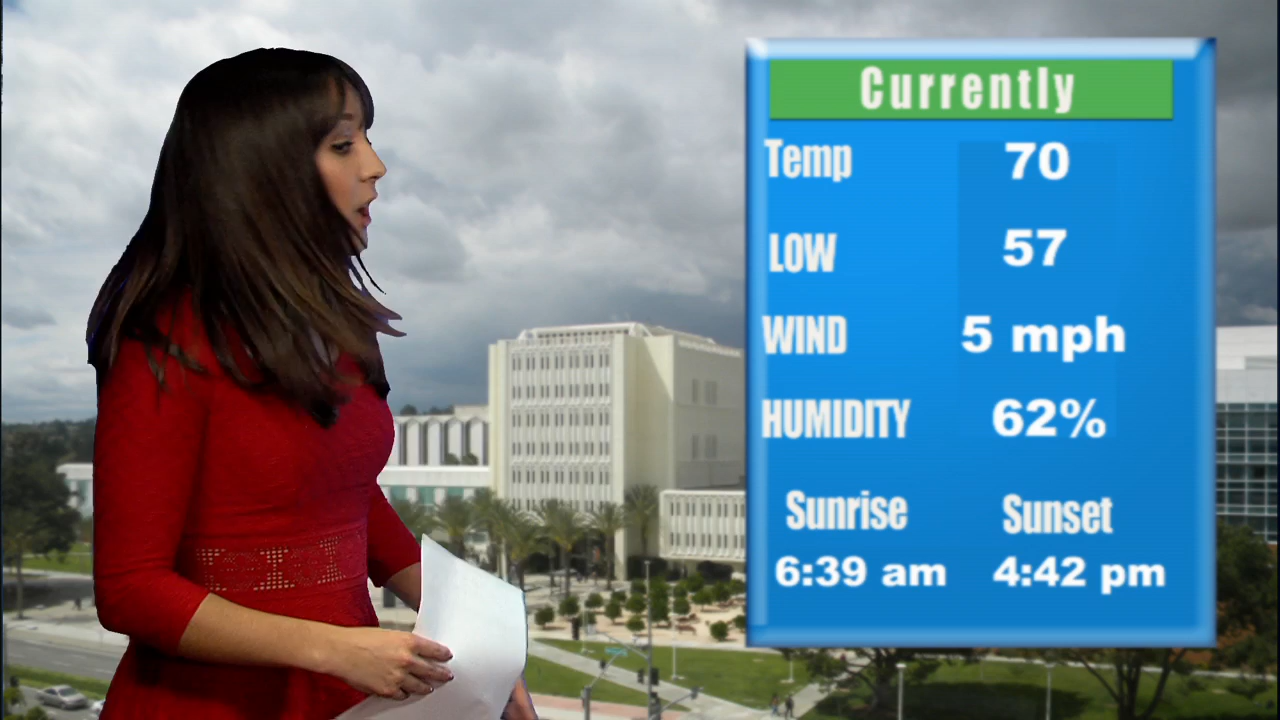 Currently
Temp 70
LOW 57
WIND 5 mph
HUMIDITY 62%
Sunrise Sunset
6:39 am 4:42 pm